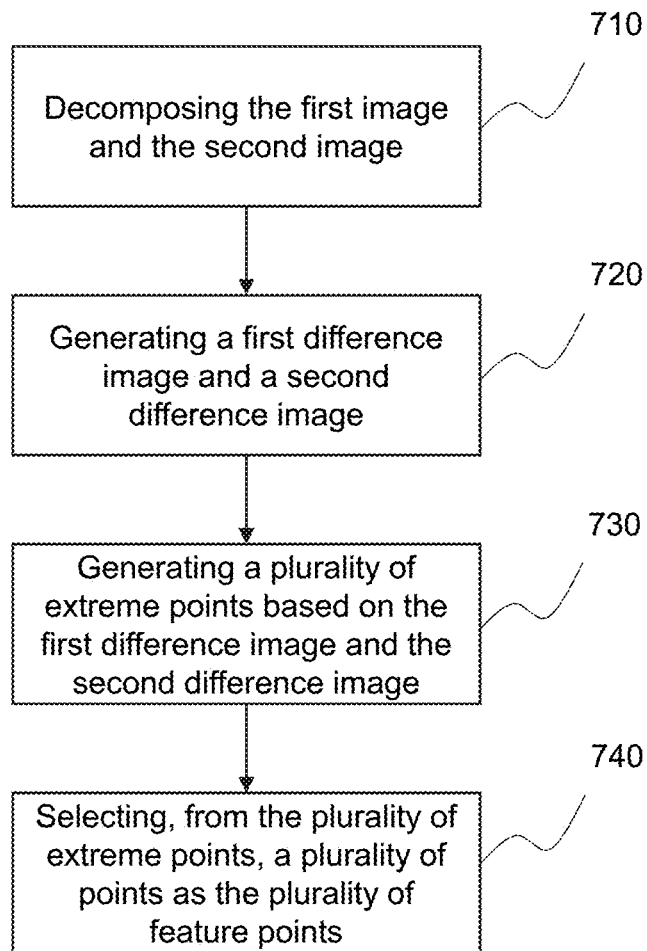 710
Decomposing the first image
and the second image
720
Generating a first difference
image and a second
difference image
730
Generating a plurality of
extreme points based on the
first difference image and the
second difference image
740
Selecting, from the plurality of
extreme points, a plurality of
points as the plurality of
feature points